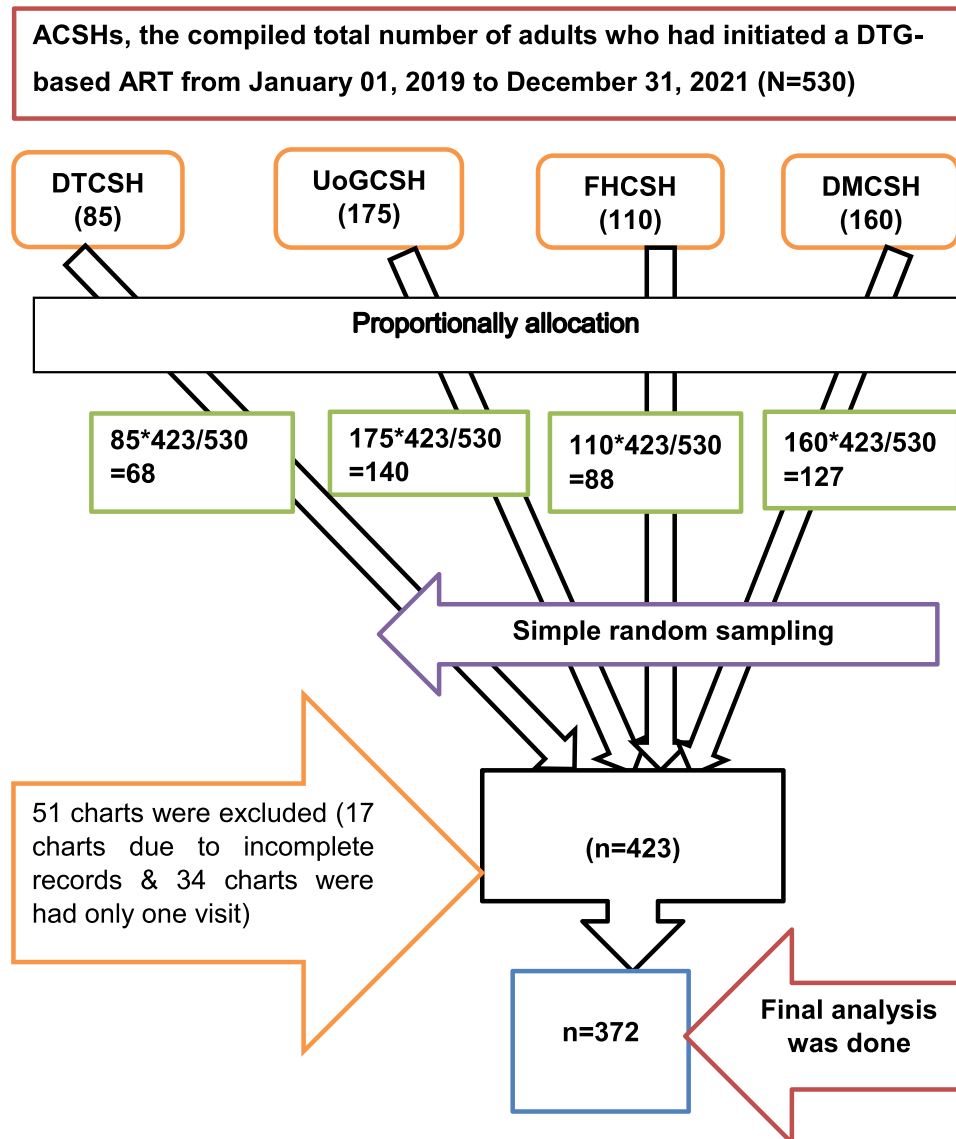 ACSHs, the compiled total number of adults who had initiated a DTG-
based ART from January 01, 2019 to December 31, 2021 (N=530)
DTCSH
(85)
UoGCSH
(175)
FHCSH
(110)
DMCSH
(160)
Proportionally allocation
85*423/530
=68
175*423/530
=140
110*423/530
=88
160*423/530
=127
Simple random sampling
51 charts were excluded (17
charts due to incomplete
records & 34 charts were
had only one visit)
(n=423)
n=372
Final analysis
was done